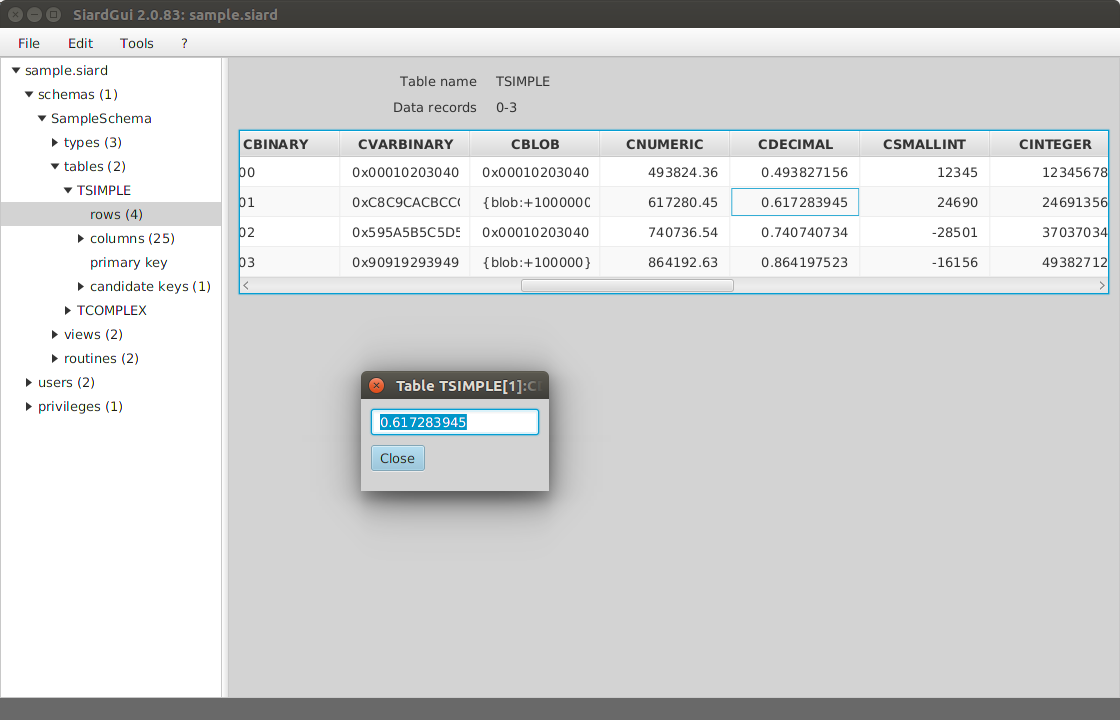 SiardGui 2.0.83: sample.siard
File Edit Tools ?
sample.siard
schemas (1)
SampleSchema
types (3)
tables (2)
TSIMPLE
rows (4)
columns (25)
primary key
candidate keys (1)
TCOMPLEX
views (2)
routines (2)
users (2)
privileges (1)
Table name TSIMPLE
Data records 0-3
CBINARY CVARBINARY CBLOB CNUMERIC CDECIMAL CSMALLINT CINTEGER
00 0x00010203040 0x00010203040 493824.36 0.493827156 12345 12345678
01 0xC8C9CACBCC {blob:+1000000 617280.45 0.617283945 24690 24691356
02 0x595A5B5C5D5 0x00010203040 740736.54 0.740740734 -28501 37037034
03 0x90919293949 {blob:+100000} 864192.63 0.864197523 -16156 49382712
Table TSIMPLE[1]:C
0.617283945
Close